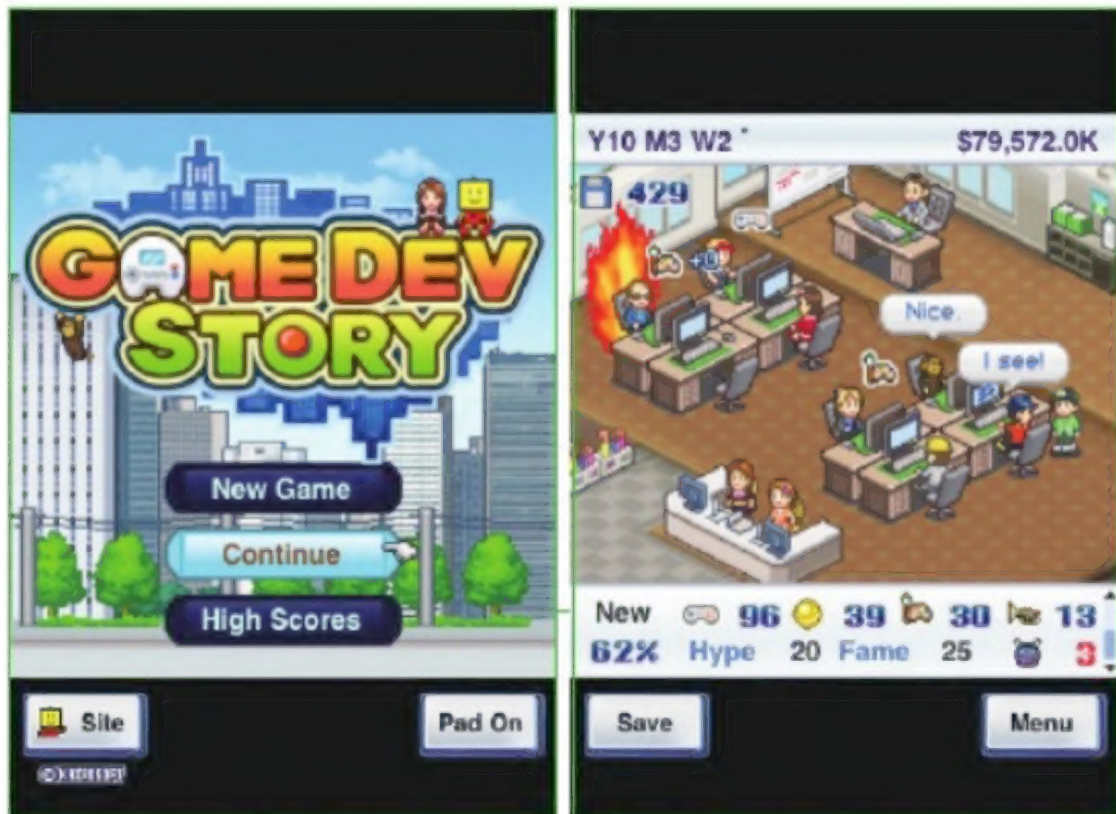 GAME DEV
STORY
New Game
Continue
High Scores
Site
Pad On
Y10 M3 W2
$79,572.0K
429
Nice.
I see!
New 96 39 30 13
62% Hype 20 Fame 25 3
Save
Menu